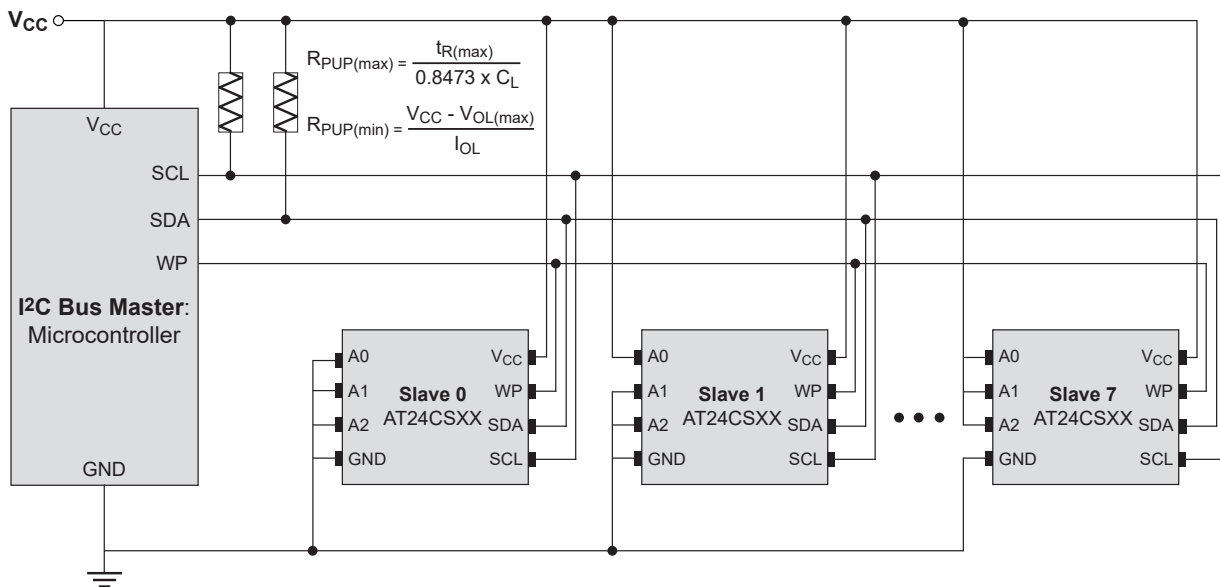 VCC
RPUP(max) = tR(max) / 0.8473 x CL
RPUP(min) = VCC - VOL(max) / IOL
VCC
SCL
SDA
WP
I2C Bus Master:
Microcontroller
GND
A0 VCC
A1 Slave 0 WP
AT24CSXX
A2 SDA
GND SCL
A0 VCC
A1 Slave 1 WP
AT24CSXX
A2 SDA
GND SCL
A0 VCC
A1 Slave 7 WP
AT24CSXX
A2 SDA
GND SCL